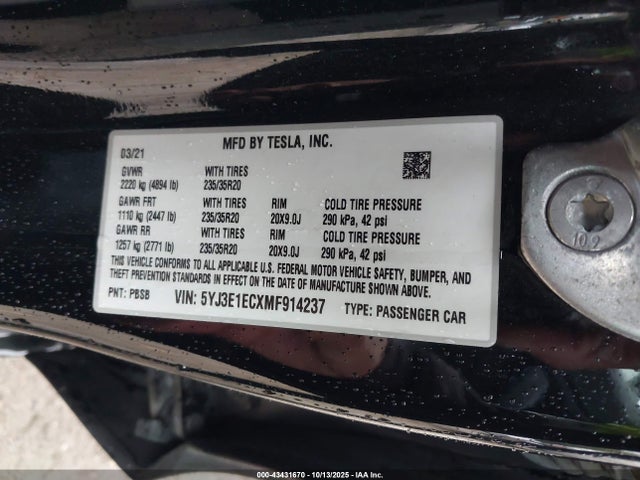 MFD BY TESLA, INC.
03/21
GVWR WITH TIRES
2220 kg (4894 lb) 235/35R20
GAWR FRT WITH TIRES RIM COLD TIRE PRESSURE
1110 kg (2447 lb) 235/35R20 20X9.0J 290 kPa, 42 psi
GAWR RR WITH TIRES RIM COLD TIRE PRESSURE
1257 kg (2771 lb) 235/35R20 20X9.0J 290 kPa, 42 psi
THIS VEHICLE CONFORMS TO ALL APPLICABLE U.S. FEDERAL MOTOR VEHICLE SAFETY, BUMPER, AND
THEFT PREVENTION STANDARDS IN EFFECT ON THE DATE OF MANUFACTURE SHOWN ABOVE.
PNT: PBSB VIN: 5YJ3E1ECXMF914237 TYPE: PASSENGER CAR
10.9
000-43431670 - 10/13/2025 - IAA Inc.